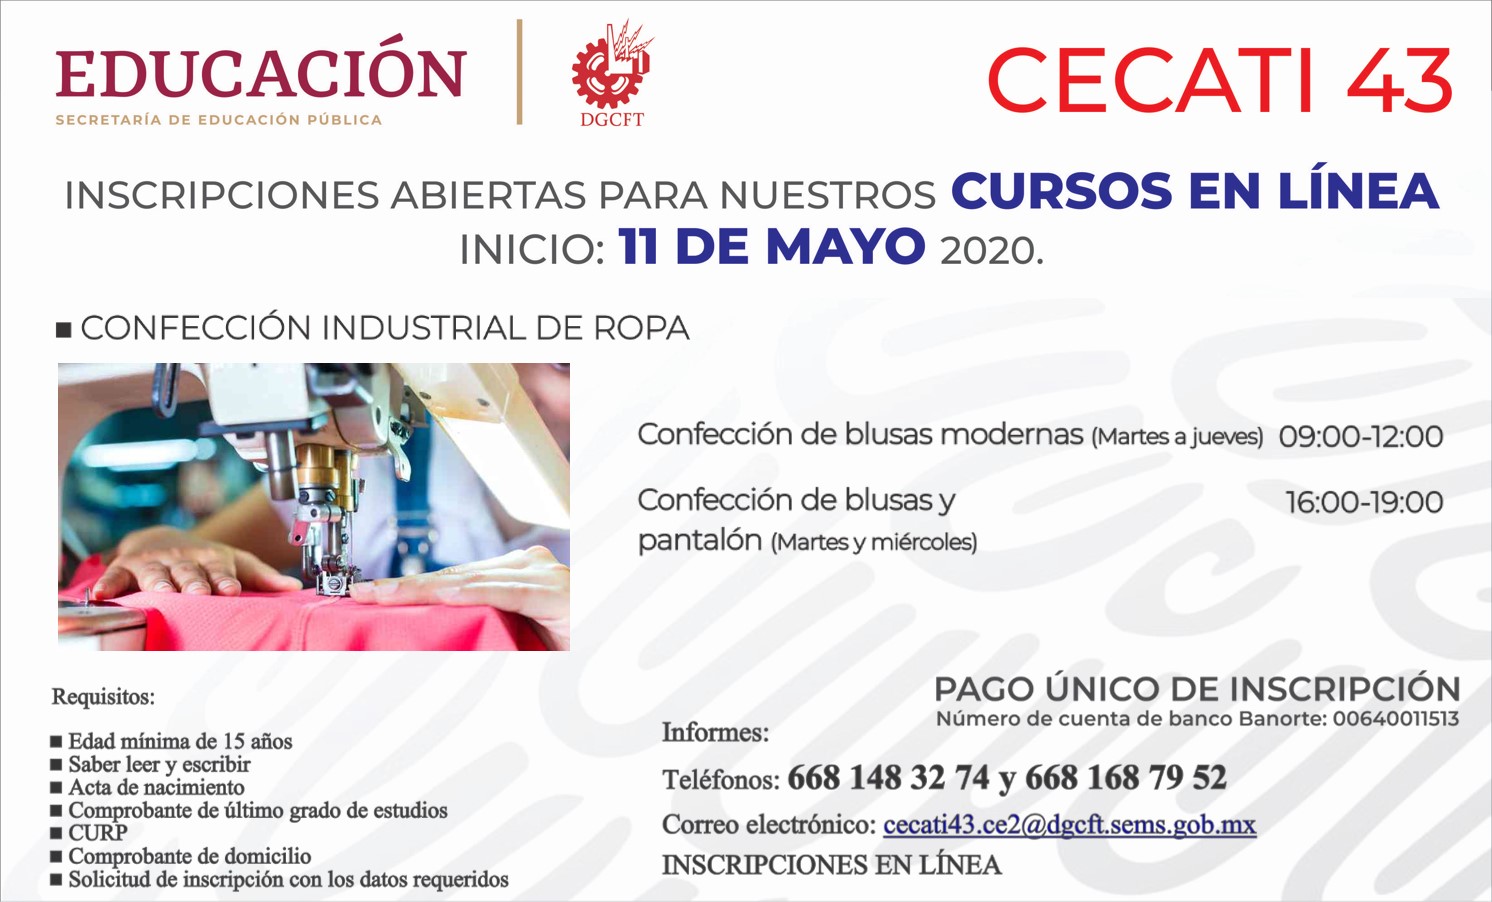 EDUCACIÓN
SECRETARÍA DE EDUCACIÓN PÚBLICA
DGCFT
CECATI 43
INSCRIPCIONES ABIERTAS PARA NUESTROS CURSOS EN LÍNEA
INICIO: 11 DE MAYO 2020.
■ CONFECCIÓN INDUSTRIAL DE ROPA
Confección de blusas modernas (Martes a jueves) 09:00-12:00
Confección de blusas y 16:00-19:00
pantalón (Martes y miércoles)
Requisitos:
■ Edad mínima de 15 años
■ Saber leer y escribir
■ Acta de nacimiento
■ Comprobante de último grado de estudios
■ CURP
■ Comprobante de domicilio
■ Solicitud de inscripción con los datos requeridos
PAGO ÚNICO DE INSCRIPCIÓN
Número de cuenta de banco Banorte: 00640011513
Informes:
Teléfonos: 668 148 32 74 y 668 168 79 52
Correo electrónico: cecati43.ce2@dgcft.sems.gob.mx
INSCRIPCIONES EN LÍNEA